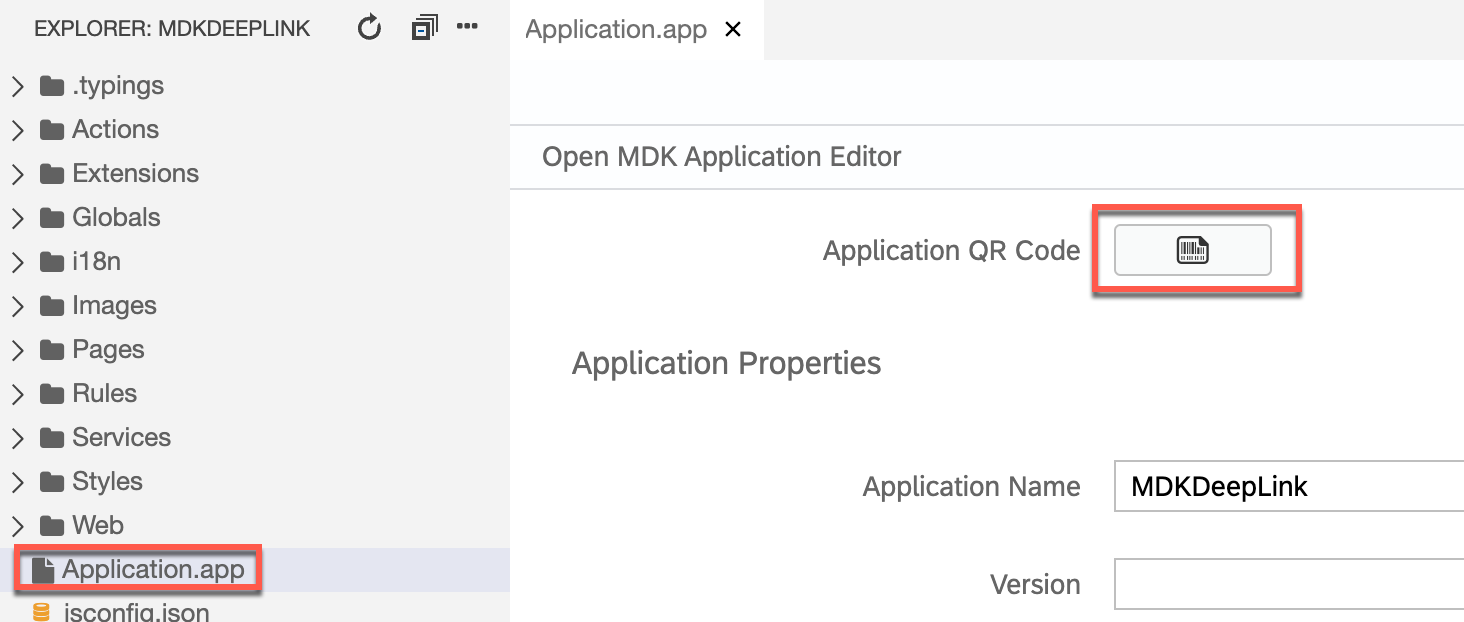 EXPLORER: MDKDEEPLINK
.typings
Actions
Extensions
Globals
i18n
Images
Pages
Rules
Services
Styles
Web
Application.app
jsconfig.json
Application.app
Open MDK Application Editor
Application QR Code
Application Properties
Application Name
MDKDeepLink
Version